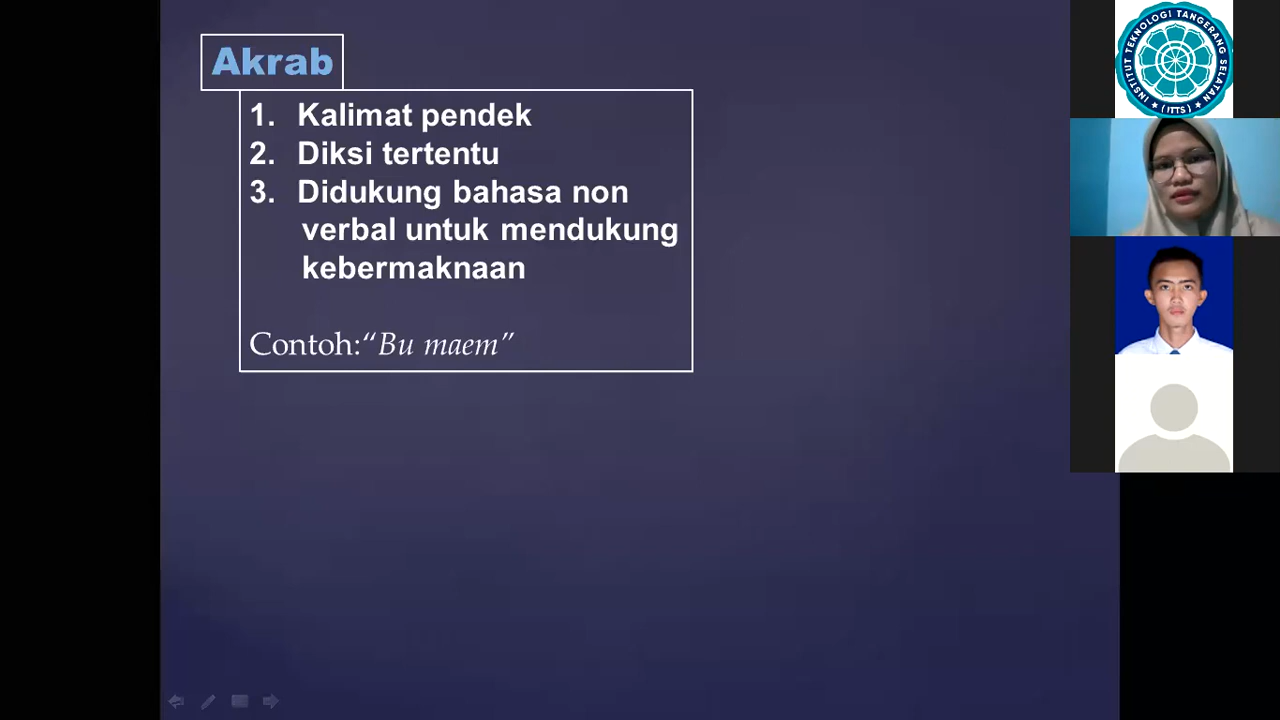 Akrab
1. Kalimat pendek
2. Diksi tertentu
3. Didukung bahasa non
verbal untuk mendukung
kebermaknaan
Contoh:“Bu maem”
INSTITUT TEKNOLOGI TANGERANG SELATAN
(ITTS)